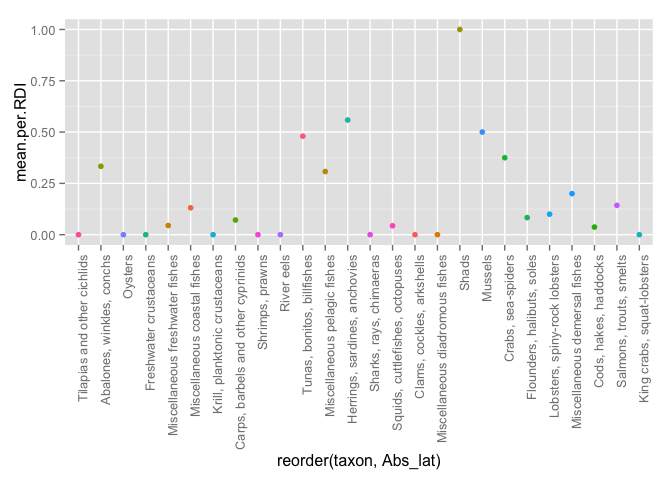 1.00
0.75
0.50
0.25
0.00
mean.per.RDI
Tilapias and other cichlids
Abalones, winkles, conchs
Oysters
Freshwater crustaceans
Miscellaneous freshwater fishes
Miscellaneous coastal fishes
Krill, planktonic crustaceans
Carps, barbels and other cyprinids
Shrimps, prawns
River eels
Tunas, bonitos, billfishes
Miscellaneous pelagic fishes
Herrings, sardines, anchovies
Sharks, rays, chimaeras
Squids, cuttlefishes, octopuses
Clams, cockles, arkshells
Miscellaneous diadromous fishes
Shads
Mussels
Crabs, sea-spiders
Flounders, halibuts, soles
Lobsters, spiny-rock lobsters
Miscellaneous demersal fishes
Cods, hakes, haddocks
Salmons, trouts, smelts
King crabs, squat-lobsters
reorder(taxon, Abs_lat)